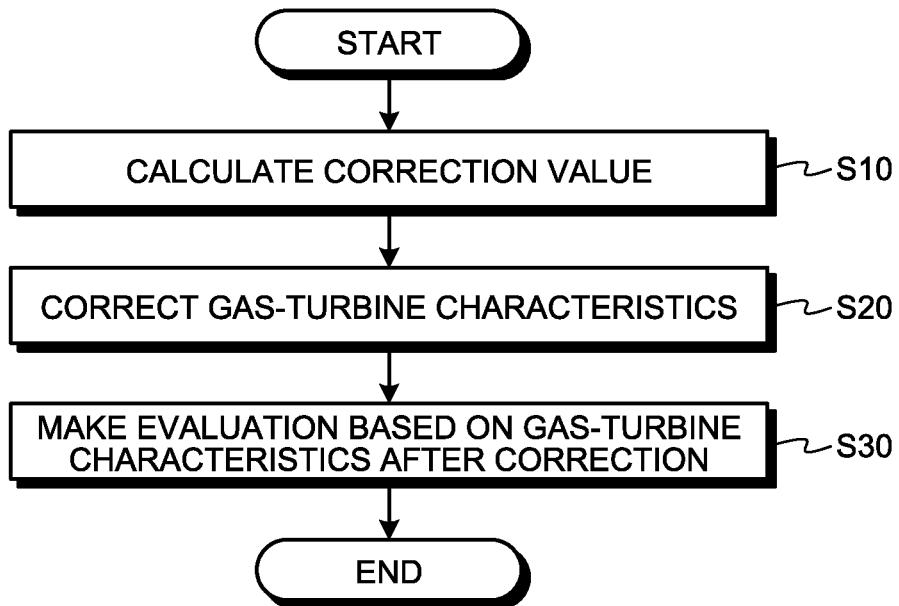 START
CALCULATE CORRECTION VALUE
S10
CORRECT GAS-TURBINE CHARACTERISTICS
S20
MAKE EVALUATION BASED ON GAS-TURBINE
CHARACTERISTICS AFTER CORRECTION
S30
END